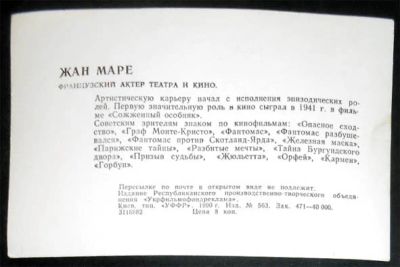 ЖАН МАРЕ
ФРАНЦУЗСКИЙ АКТЕР ТЕАТРА И КИНО.
Артистическую карьеру начал с исполнения эпизодических ро-
лей. Первую значительную роль в кино сыграл в 1941 г. в филь-
ме «Сожженный особняк».
Советским зрителям знаком по кинофильмам: «Опасное сход-
ство», «Граф Монте-Кристо», «Фантомас», «Фантомас разбуше-
вался», «Фантомас против Скотланд-Ярда», «Железная маска»,
«Парижские тайны», «Разбитые мечты», «Тайна Бургундского
двора», «Призыв судьбы», «Жюльетта», «Орфей», «Кармен»,
«Горбун».
Пересылке по почте в открытом виде не подлежит.
Издание Республиканского производственно-творческого объеди-
нения «Укрфильмофондреклама».
Киев, тип. «УФФР», 1990 г. Изд. № 563. Зак. 471—40 000.
Цена 8 коп.